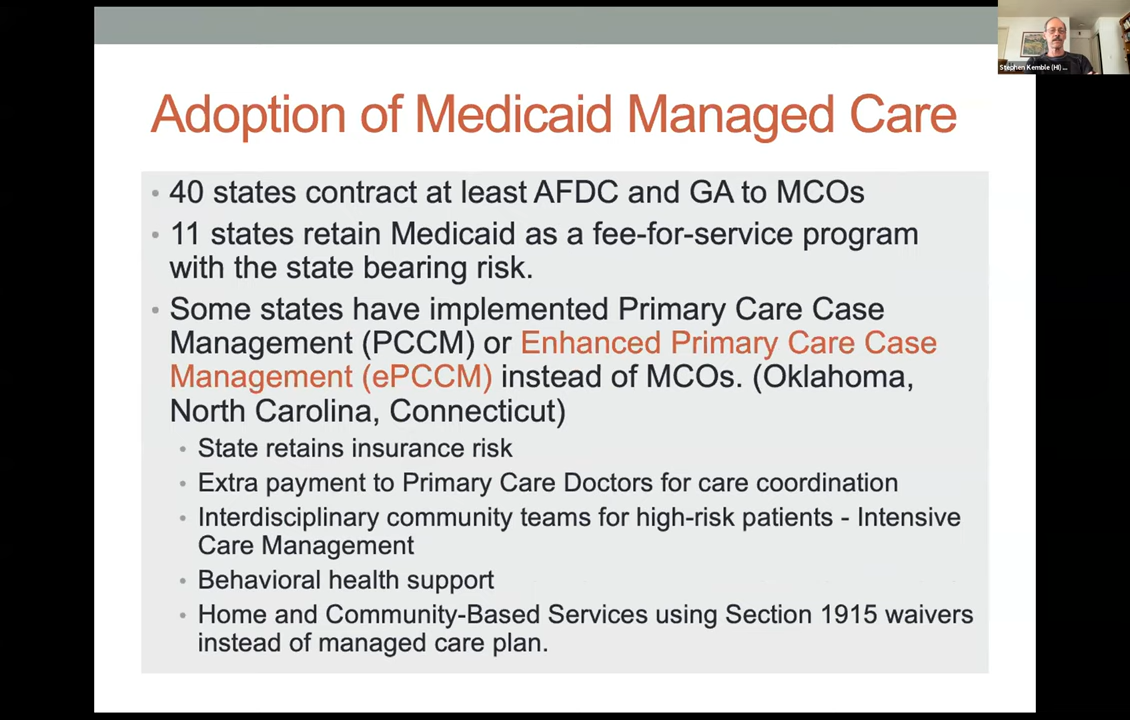 Stephen Kemble (HI) ...
Adoption of Medicaid Managed Care
• 40 states contract at least AFDC and GA to MCOs
• 11 states retain Medicaid as a fee-for-service program
with the state bearing risk.
• Some states have implemented Primary Care Case
Management (PCCM) or Enhanced Primary Care Case
Management (ePCCM) instead of MCOs. (Oklahoma,
North Carolina, Connecticut)
• State retains insurance risk
• Extra payment to Primary Care Doctors for care coordination
• Interdisciplinary community teams for high-risk patients - Intensive
Care Management
• Behavioral health support
• Home and Community-Based Services using Section 1915 waivers
instead of managed care plan.